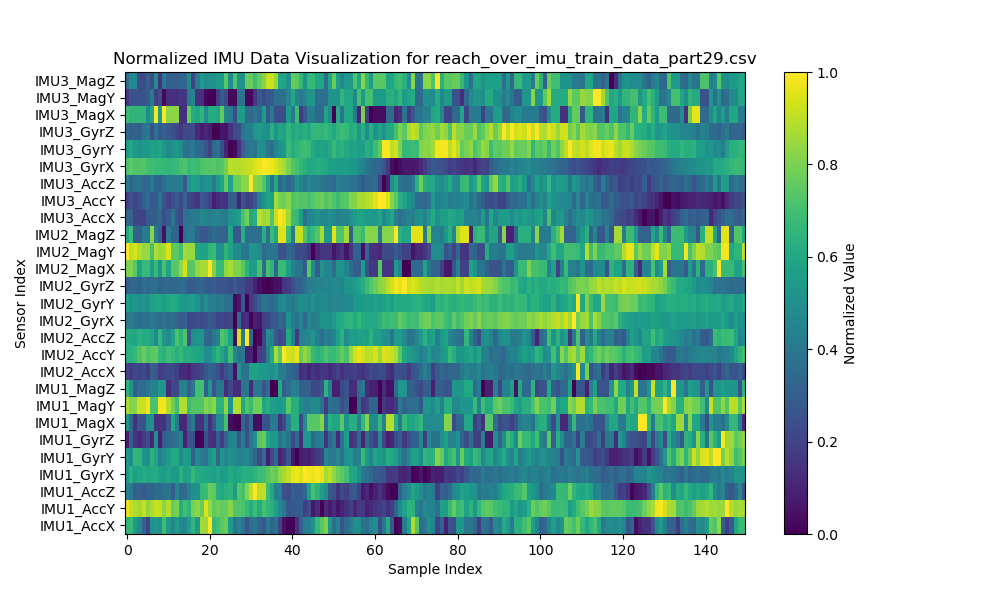 Normalized IMU Data Visualization for reach_over_imu_train_data_part29.csv
IMU3_MagZ
IMU3_MagY
IMU3_MagX
IMU3_GyrZ
IMU3_GyrY
IMU3_GyrX
IMU3_AccZ
IMU3_AccY
IMU3_AccX
IMU2_MagZ
IMU2_MagY
IMU2_MagX
IMU2_GyrZ
IMU2_GyrY
IMU2_GyrX
IMU2_AccZ
IMU2_AccY
IMU2_AccX
IMU1_MagZ
IMU1_MagY
IMU1_MagX
IMU1_GyrZ
IMU1_GyrY
IMU1_GyrX
IMU1_AccZ
IMU1_AccY
IMU1_AccX
Sensor Index
0 20 40 60 80 100 120 140
Sample Index
1.0
0.8
0.6
0.4
0.2
0.0
Normalized Value